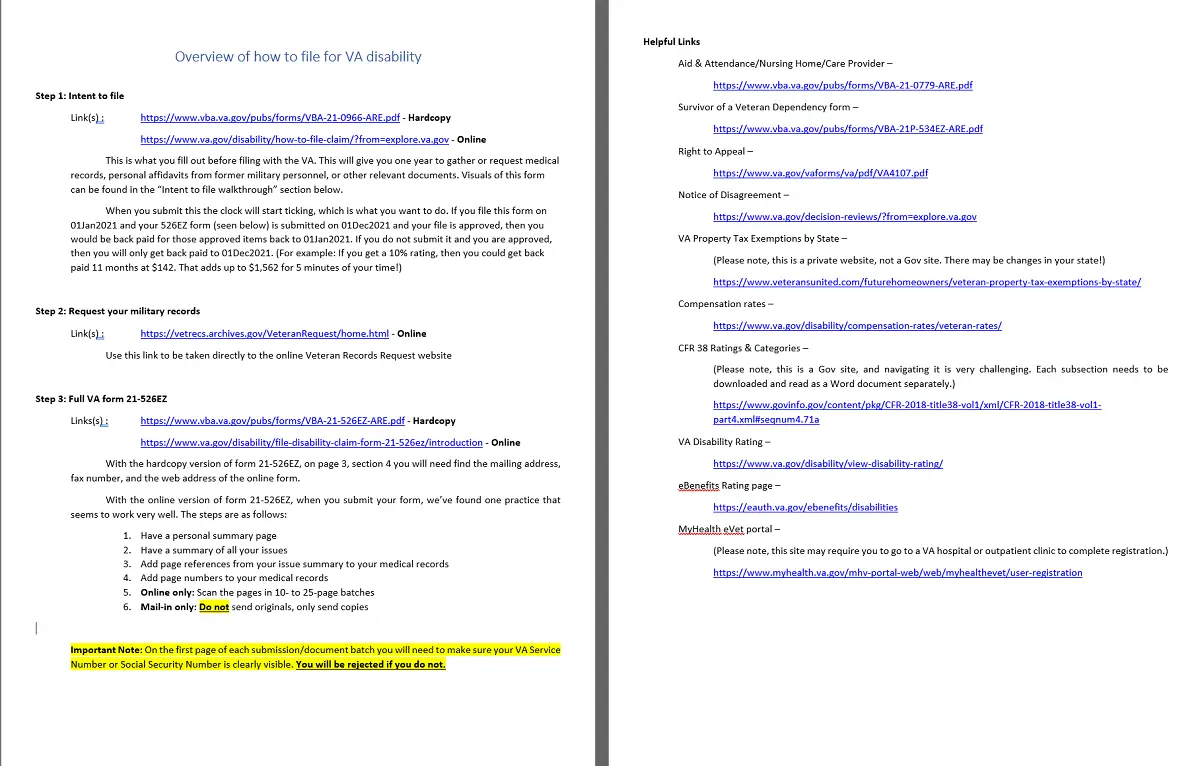 Overview of how to file for VA disability
Step 1: Intent to file
Link(s).: https://www.vba.va.gov/pubs/forms/VBA-21-0966-ARE.pdf - Hardcopy
https://www.va.gov/disability/how-to-file-claim/?from=explore.va.gov - Online
This is what you fill out before filing with the VA. This will give you one year to gather or request medical
records, personal affidavits from former military personnel, or other relevant documents. Visuals of this form
can be found in the “Intent to file walkthrough” section below.
When you submit this the clock will start ticking, which is what you want to do. If you file this form on
01Jan2021 and your 526EZ form (seen below) is submitted on 01Dec2021 and your file is approved, then you
would be back paid for those approved items back to 01Jan2021. If you do not submit it and you are approved,
then you will only get back paid to 01Dec2021. (For example: If you get a 10% rating, then you could get back
paid 11 months at $142. That adds up to $1,562 for 5 minutes of your time!)
Step 2: Request your military records
Link(s).: https://vetrecs.archives.gov/VeteranRequest/home.html - Online
Use this link to be taken directly to the online Veteran Records Request website
Step 3: Full VA form 21-526EZ
Links(s).: https://www.vba.va.gov/pubs/forms/VBA-21-526EZ-ARE.pdf - Hardcopy
https://www.va.gov/disability/file-disability-claim-form-21-526ez/introduction - Online
With the hardcopy version of form 21-526EZ, on page 3, section 4 you will need find the mailing address,
fax number, and the web address of the online form.
With the online version of form 21-526EZ, when you submit your form, we’ve found one practice that
seems to work very well. The steps are as follows:
1. Have a personal summary page
2. Have a summary of all your issues
3. Add page references from your issue summary to your medical records
4. Add page numbers to your medical records
5. Online only: Scan the pages in 10- to 25-page batches
6. Mail-in only: Do not send originals, only send copies
Important Note: On the first page of each submission/document batch you will need to make sure your VA Service
Number or Social Security Number is clearly visible. You will be rejected if you do not.
Helpful Links
Aid & Attendance/Nursing Home/Care Provider –
https://www.vba.va.gov/pubs/forms/VBA-21-0779-ARE.pdf
Survivor of a Veteran Dependency form –
https://www.vba.va.gov/pubs/forms/VBA-21P-534EZ-ARE.pdf
Right to Appeal –
https://www.va.gov/vaforms/va/pdf/VA4107.pdf
Notice of Disagreement –
https://www.va.gov/decision-reviews/?from=explore.va.gov
VA Property Tax Exemptions by State –
(Please note, this is a private website, not a Gov site. There may be changes in your state!)
https://www.veteransunited.com/futurehomeowners/veteran-property-tax-exemptions-by-state/
Compensation rates –
https://www.va.gov/disability/compensation-rates/veteran-rates/
CFR 38 Ratings & Categories –
(Please note, this is a Gov site, and navigating it is very challenging. Each subsection needs to be
downloaded and read as a Word document separately.)
https://www.govinfo.gov/content/pkg/CFR-2018-title38-vol1/xml/CFR-2018-title38-vol1-
part4.xml#seqnum4.71a
VA Disability Rating –
https://www.va.gov/disability/view-disability-rating/
eBenefits Rating page –
https://eauth.va.gov/ebenefits/disabilities
MyHealth eVet portal –
(Please note, this site may require you to go to a VA hospital or outpatient clinic to complete registration.)
https://www.myhealth.va.gov/mhv-portal-web/web/myhealthevet/user-registration